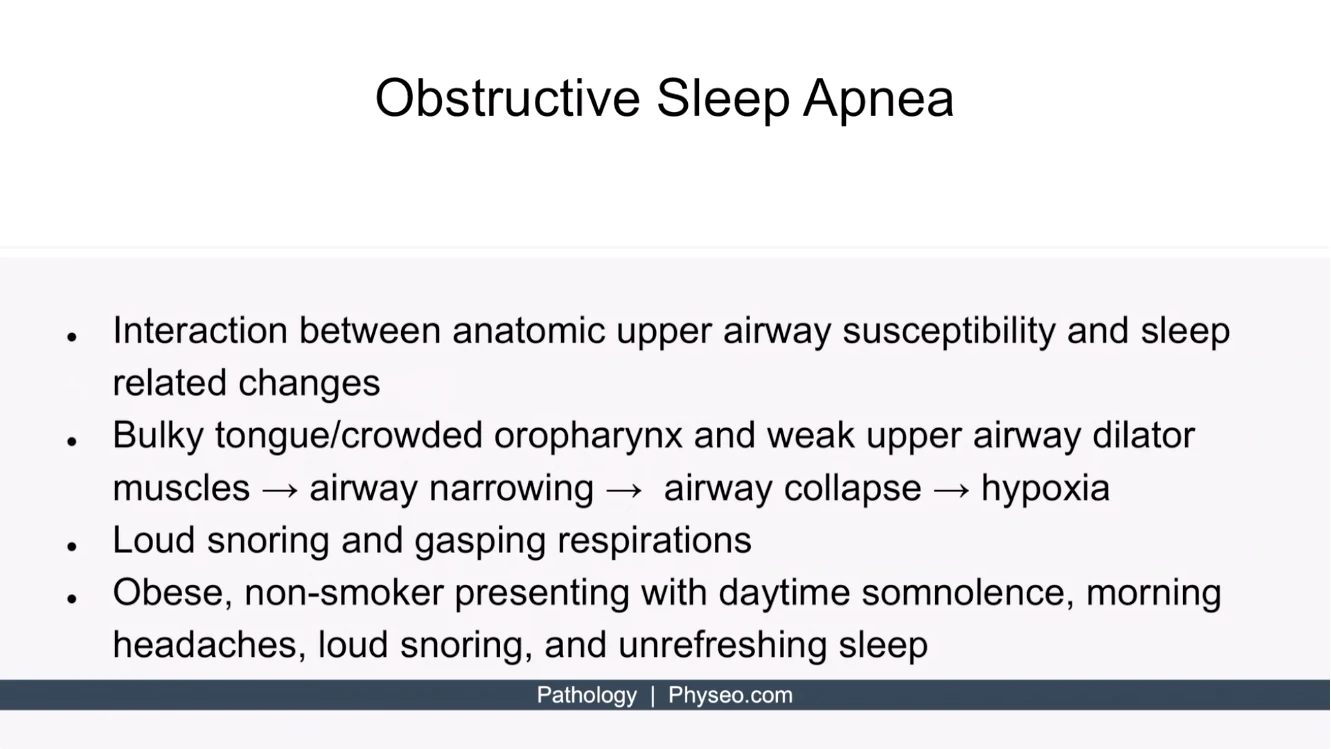 Obstructive Sleep Apnea
• Interaction between anatomic upper airway susceptibility and sleep
related changes
• Bulky tongue/crowded oropharynx and weak upper airway dilator
muscles → airway narrowing → airway collapse → hypoxia
• Loud snoring and gasping respirations
• Obese, non-smoker presenting with daytime somnolence, morning
headaches, loud snoring, and unrefreshing sleep
Pathology | Physeo.com